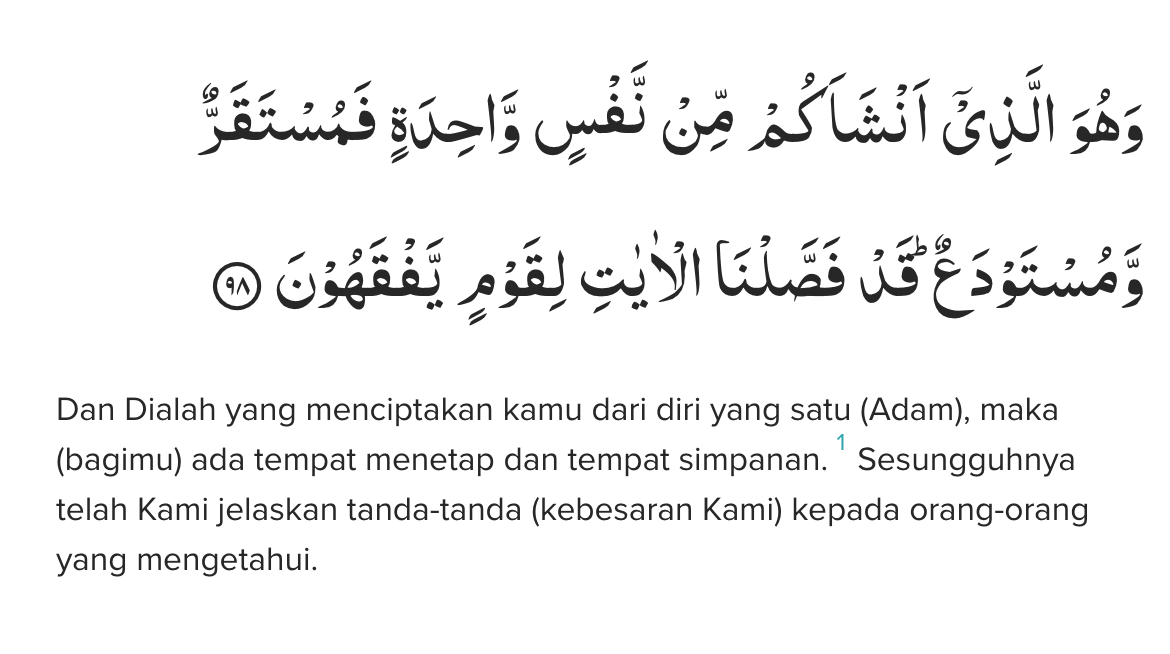 وَهُوَ الَّذِيْٓ اَنْشَاَكُمْ مِّنْ نَّفْسٍ وَّاحِدَةٍ فَمُسْتَقَرٌّ
وَّمُسْتَوْدَعٌ ۗقَدْ فَصَّلْنَا الْاٰيٰتِ لِقَوْمٍ يَّفْقَهُوْنَ ٩٨
Dan Dialah yang menciptakan kamu dari diri yang satu (Adam), maka
(bagimu) ada tempat menetap dan tempat simpanan. 1 Sesungguhnya
telah Kami jelaskan tanda-tanda (kebesaran Kami) kepada orang-orang
yang mengetahui.